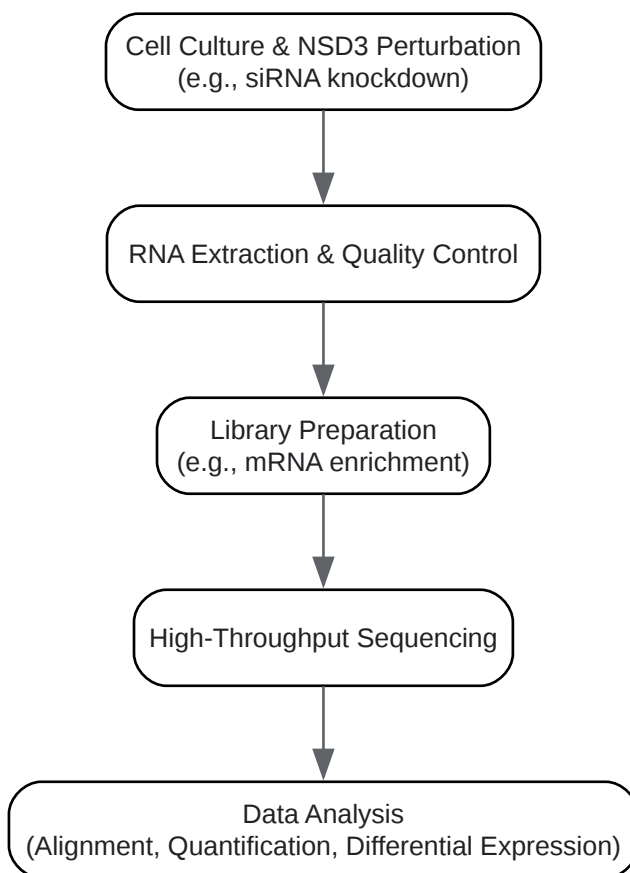 Cell Culture & NSD3 Perturbation
(e.g., siRNA knockdown)
RNA Extraction & Quality Control
Library Preparation
(e.g., mRNA enrichment)
High-Throughput Sequencing
Data Analysis
(Alignment, Quantification, Differential Expression)